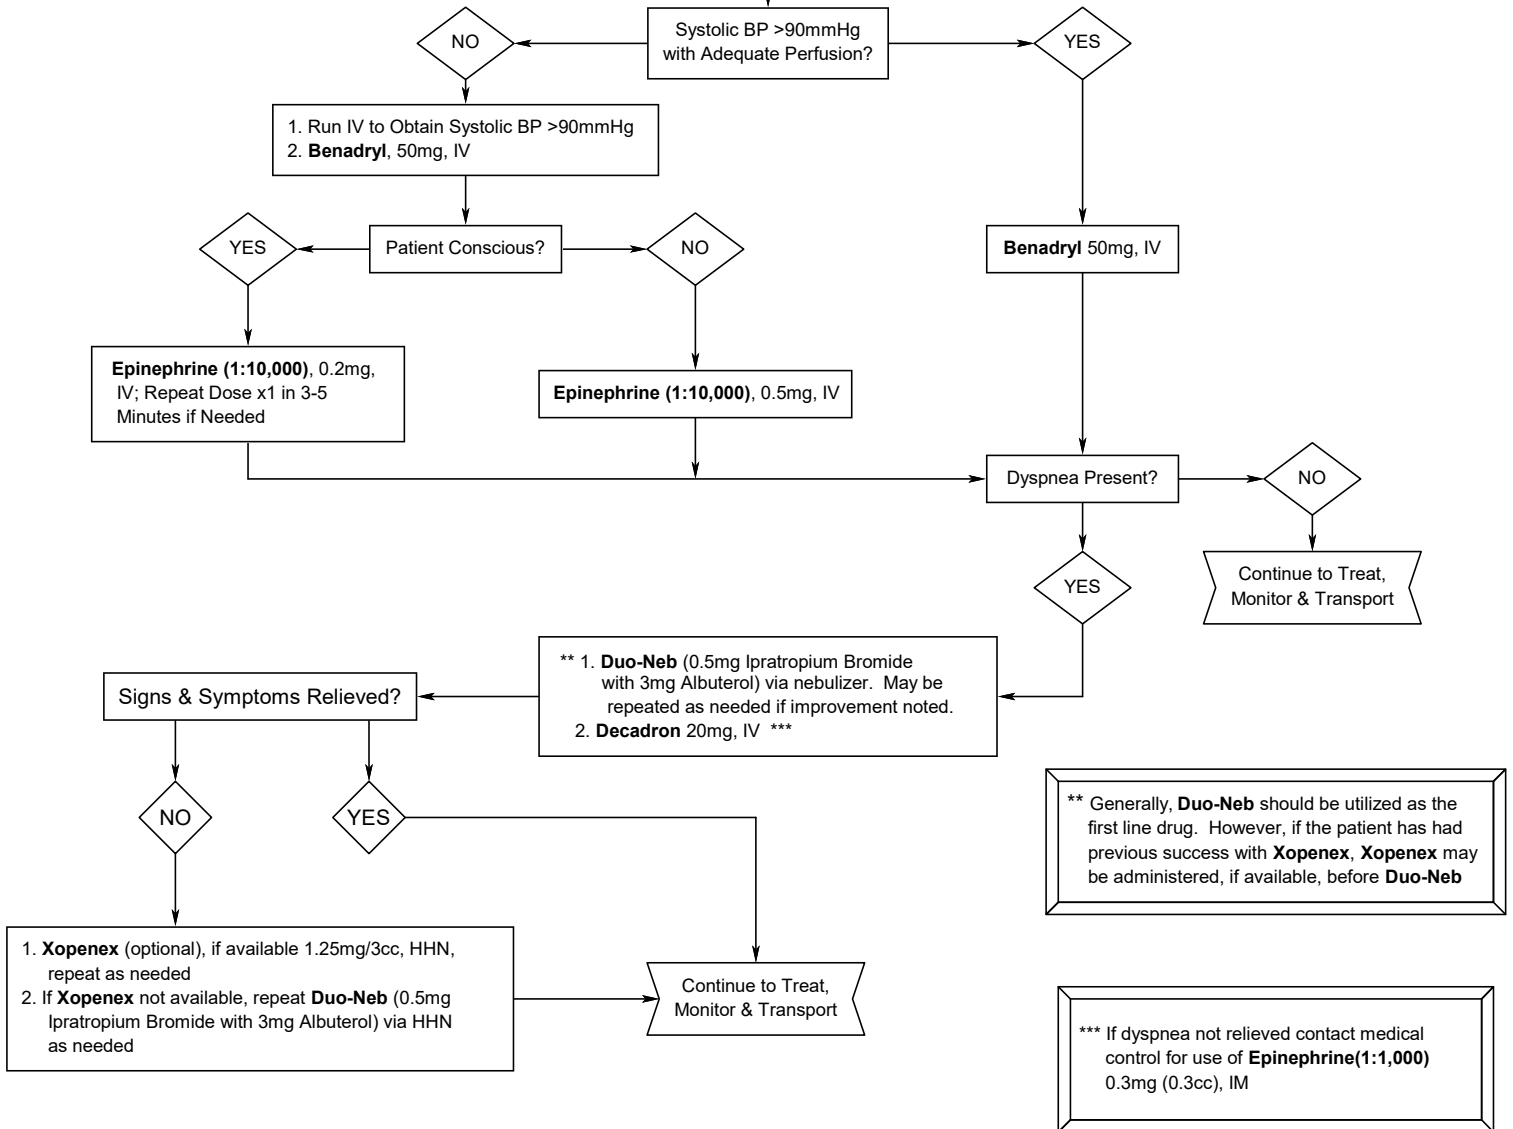 NO
Systolic BP >90mmHg
with Adequate Perfusion?
YES
1. Run IV to Obtain Systolic BP >90mmHg
2. Benadryl, 50mg, IV
YES
Patient Conscious?
NO
Benadryl 50mg, IV
Epinephrine (1:10,000), 0.2mg,
IV; Repeat Dose x1 in 3-5
Minutes if Needed
Epinephrine (1:10,000), 0.5mg, IV
Dyspnea Present?
NO
YES
Continue to Treat,
Monitor & Transport
** 1. Duo-Neb (0.5mg Ipratropium Bromide
with 3mg Albuterol) via nebulizer. May be
repeated as needed if improvement noted.
2. Decadron 20mg, IV ***
Signs & Symptoms Relieved?
NO
YES
** Generally, Duo-Neb should be utilized as the
first line drug. However, if the patient has had
previous success with Xopenex, Xopenex may
be administered, if available, before Duo-Neb
1. Xopenex (optional), if available 1.25mg/3cc, HHN,
repeat as needed
2. If Xopenex not available, repeat Duo-Neb (0.5mg
Ipratropium Bromide with 3mg Albuterol) via HHN
as needed
Continue to Treat,
Monitor & Transport
*** If dyspnea not relieved contact medical
control for use of Epinephrine(1:1,000)
0.3mg (0.3cc), IM